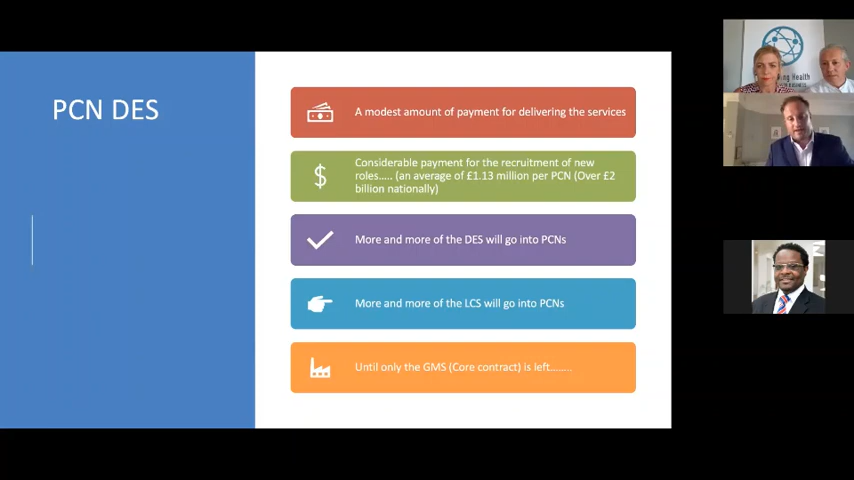 PCN DES
A modest amount of payment for delivering the services
Considerable payment for the recruitment of new
roles..... (an average of £1.13 million per PCN (Over £2
billion nationally)
More and more of the DES will go into PCNs
More and more of the LCS will go into PCNs
Until only the GMS (Core contract) is left........
Health